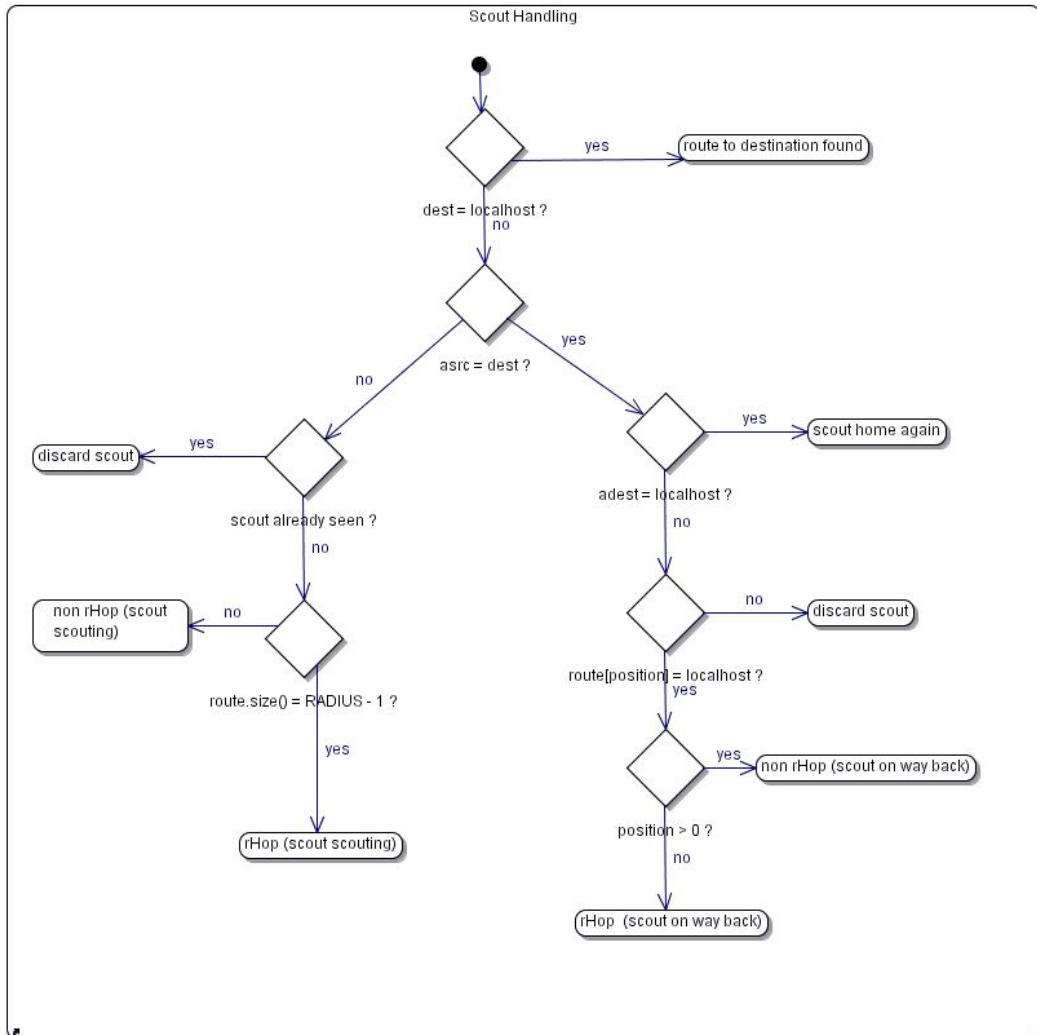 Scout Handling
yes
route to destination found
dest = localhost ?
no
yes
asrc = dest ?
no
yes
scout home again
yes
discard scout
adest = localhost ?
scout already seen ?
no
no
no
discard scout
non rHop (scout
scouting)
no
route[position] = localhost ?
yes
route.size() = RADIUS - 1 ?
yes
yes
non rHop (scout on way back)
position > 0 ?
rHop (scout scouting)
no
rHop  (scout on way back)